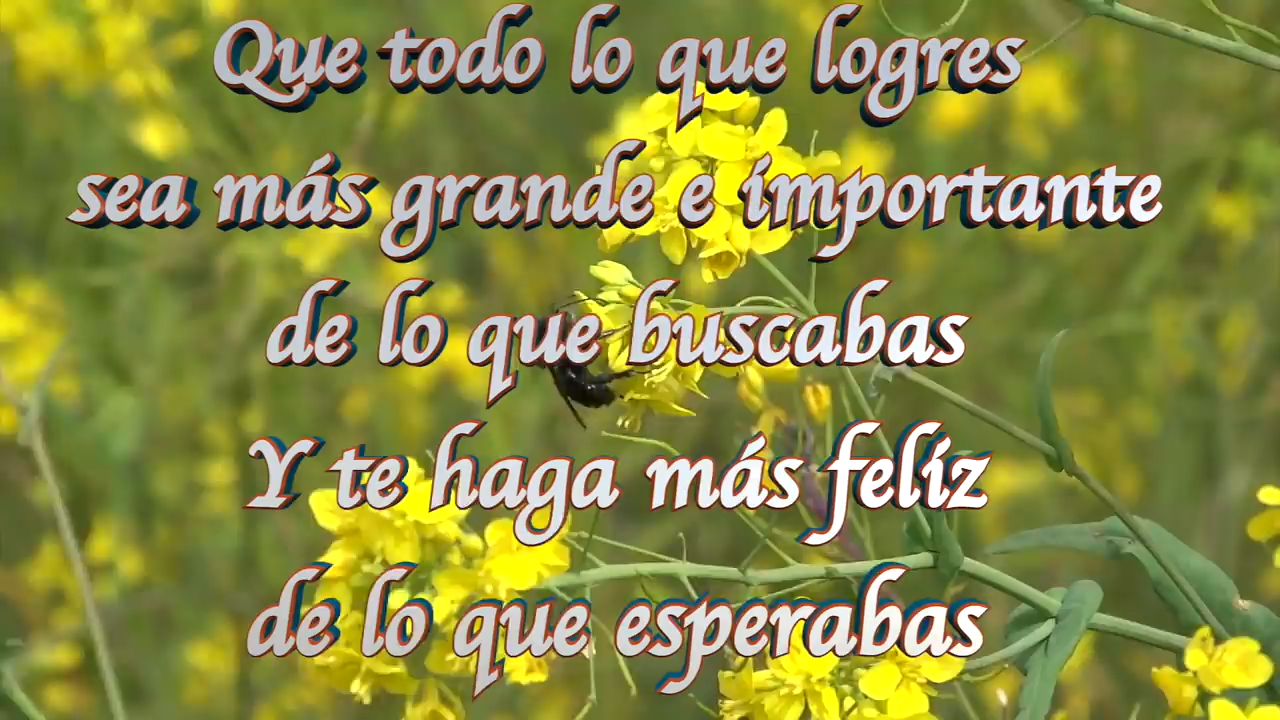 Que todo lo que logres
sea más grande e importante
de lo que buscabas
Y te haga más feliz
de lo que esperabas